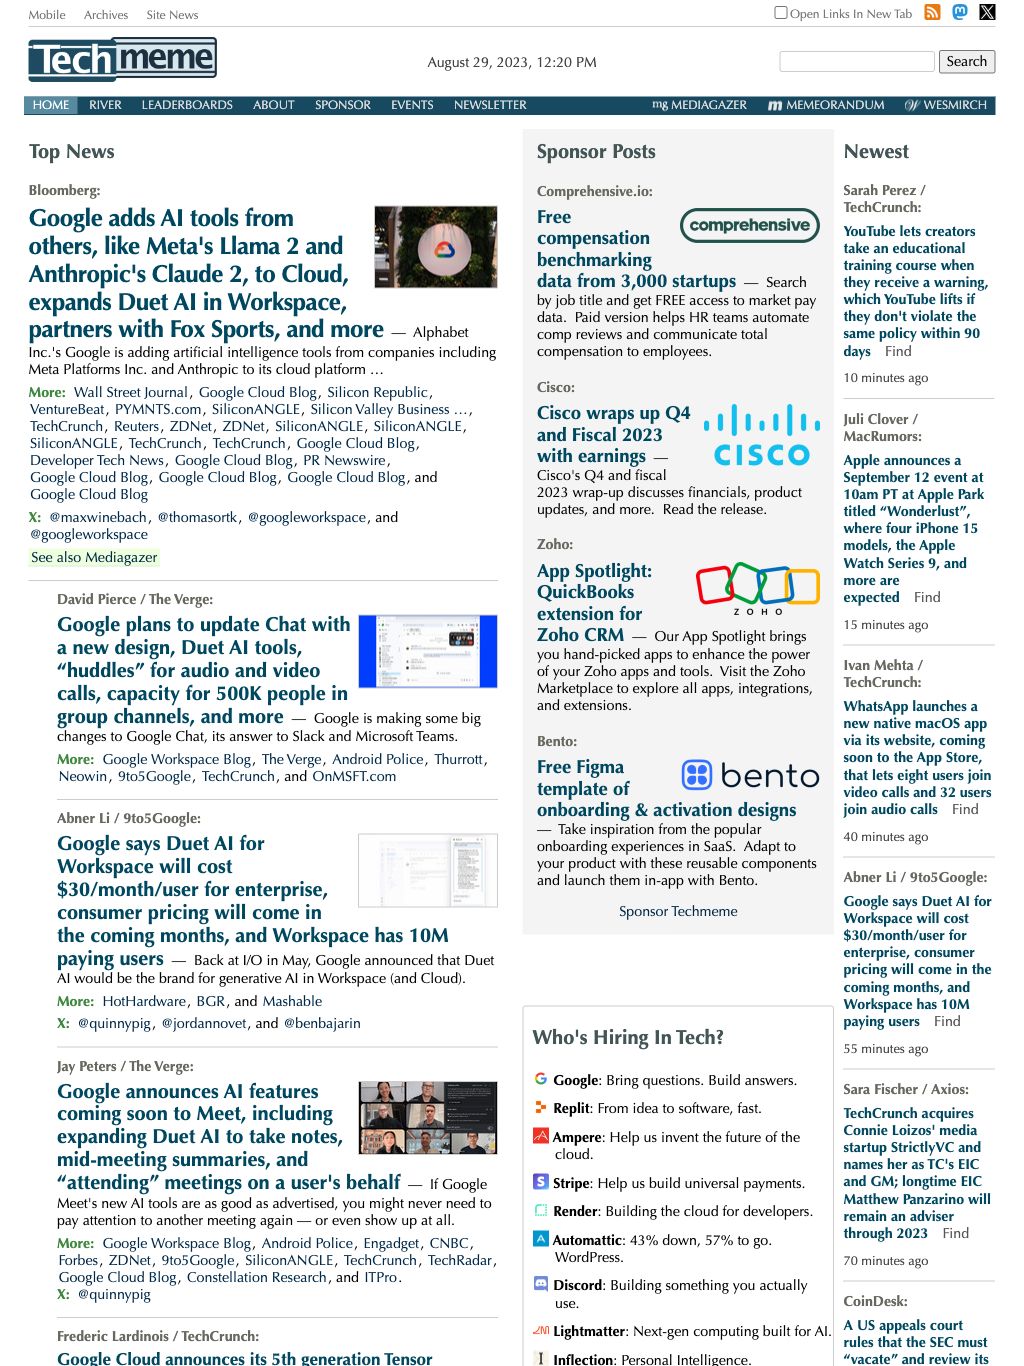 Mobile Archives Site News
Open Links In New Tab
Techmeme
August 29, 2023, 12:20 PM
Search
HOME RIVER LEADERBOARDS ABOUT SPONSOR EVENTS NEWSLETTER
mg MEDIAGAZER m MEMEORANDUM W WESMIRCH
Top News
Bloomberg:
Google adds AI tools from
others, like Meta's Llama 2 and
Anthropic's Claude 2, to Cloud,
expands Duet AI in Workspace,
partners with Fox Sports, and more — Alphabet
Inc.'s Google is adding artificial intelligence tools from companies including
Meta Platforms Inc. and Anthropic to its cloud platform …
More: Wall Street Journal, Google Cloud Blog, Silicon Republic,
VentureBeat, PYMNTS.com, SiliconANGLE, Silicon Valley Business …,
TechCrunch, Reuters, ZDNet, ZDNet, SiliconANGLE, SiliconANGLE,
SiliconANGLE, TechCrunch, TechCrunch, Google Cloud Blog,
Developer Tech News, Google Cloud Blog, PR Newswire,
Google Cloud Blog, Google Cloud Blog, Google Cloud Blog, and
Google Cloud Blog
X: @maxwinebach, @thomasortk, @googleworkspace, and
@googleworkspace
See also Mediagazer
David Pierce / The Verge:
Google plans to update Chat with
a new design, Duet AI tools,
“huddles” for audio and video
calls, capacity for 500K people in
group channels, and more — Google is making some big
changes to Google Chat, its answer to Slack and Microsoft Teams.
More: Google Workspace Blog, The Verge, Android Police, Thurrott,
Neowin, 9to5Google, TechCrunch, and OnMSFT.com
Abner Li / 9to5Google:
Google says Duet AI for
Workspace will cost
$30/month/user for enterprise,
consumer pricing will come in
the coming months, and Workspace has 10M
paying users — Back at I/O in May, Google announced that Duet
AI would be the brand for generative AI in Workspace (and Cloud).
More: HotHardware, BGR, and Mashable
X: @quinnypig, @jordannovet, and @benbajarin
Jay Peters / The Verge:
Google announces AI features
coming soon to Meet, including
expanding Duet AI to take notes,
mid-meeting summaries, and
“attending” meetings on a user's behalf — If Google
Meet's new AI tools are as good as advertised, you might never need to
pay attention to another meeting again — or even show up at all.
More: Google Workspace Blog, Android Police, Engadget, CNBC,
Forbes, ZDNet, 9to5Google, SiliconANGLE, TechCrunch, TechRadar,
Google Cloud Blog, Constellation Research, and ITPro.
X: @quinnypig
Frederic Lardinois / TechCrunch:
Google Cloud announces its 5th generation Tensor
Sponsor Posts
Comprehensive.io:
comprehensive
Free
compensation
benchmarking
data from 3,000 startups — Search
by job title and get FREE access to market pay
data. Paid version helps HR teams automate
comp reviews and communicate total
compensation to employees.
Cisco:
CISCO
Cisco wraps up Q4
and Fiscal 2023
with earnings —
Cisco's Q4 and fiscal
2023 wrap-up discusses financials, product
updates, and more. Read the release.
Zoho:
ZOHO
App Spotlight:
QuickBooks
extension for
Zoho CRM — Our App Spotlight brings
you hand-picked apps to enhance the power
of your Zoho apps and tools. Visit the Zoho
Marketplace to explore all apps, integrations,
and extensions.
Bento:
bento
Free Figma
template of
onboarding & activation designs
— Take inspiration from the popular
onboarding experiences in SaaS. Adapt to
your product with these reusable components
and launch them in-app with Bento.
Sponsor Techmeme
Who's Hiring In Tech?
Google: Bring questions. Build answers.
Replit: From idea to software, fast.
Ampere: Help us invent the future of the
cloud.
Stripe: Help us build universal payments.
Render: Building the cloud for developers.
Automattic: 43% down, 57% to go.
WordPress.
Discord: Building something you actually
use.
Lightmatter: Next-gen computing built for AI.
Inflection: Personal Intelligence.
Newest
Sarah Perez /
TechCrunch:
YouTube lets creators
take an educational
training course when
they receive a warning,
which YouTube lifts if
they don't violate the
same policy within 90
days Find
10 minutes ago
Juli Clover /
MacRumors:
Apple announces a
September 12 event at
10am PT at Apple Park
titled “Wonderlust”,
where four iPhone 15
models, the Apple
Watch Series 9, and
more are
expected Find
15 minutes ago
Ivan Mehta /
TechCrunch:
WhatsApp launches a
new native macOS app
via its website, coming
soon to the App Store,
that lets eight users join
video calls and 32 users
join audio calls Find
40 minutes ago
Abner Li / 9to5Google:
Google says Duet AI for
Workspace will cost
$30/month/user for
enterprise, consumer
pricing will come in the
coming months, and
Workspace has 10M
paying users Find
55 minutes ago
Sara Fischer / Axios:
TechCrunch acquires
Connie Loizos' media
startup StrictlyVC and
names her as TC's EIC
and GM; longtime EIC
Matthew Panzarino will
remain an adviser
through 2023 Find
70 minutes ago
CoinDesk:
A US appeals court
rules that the SEC must
“vacate” and review its